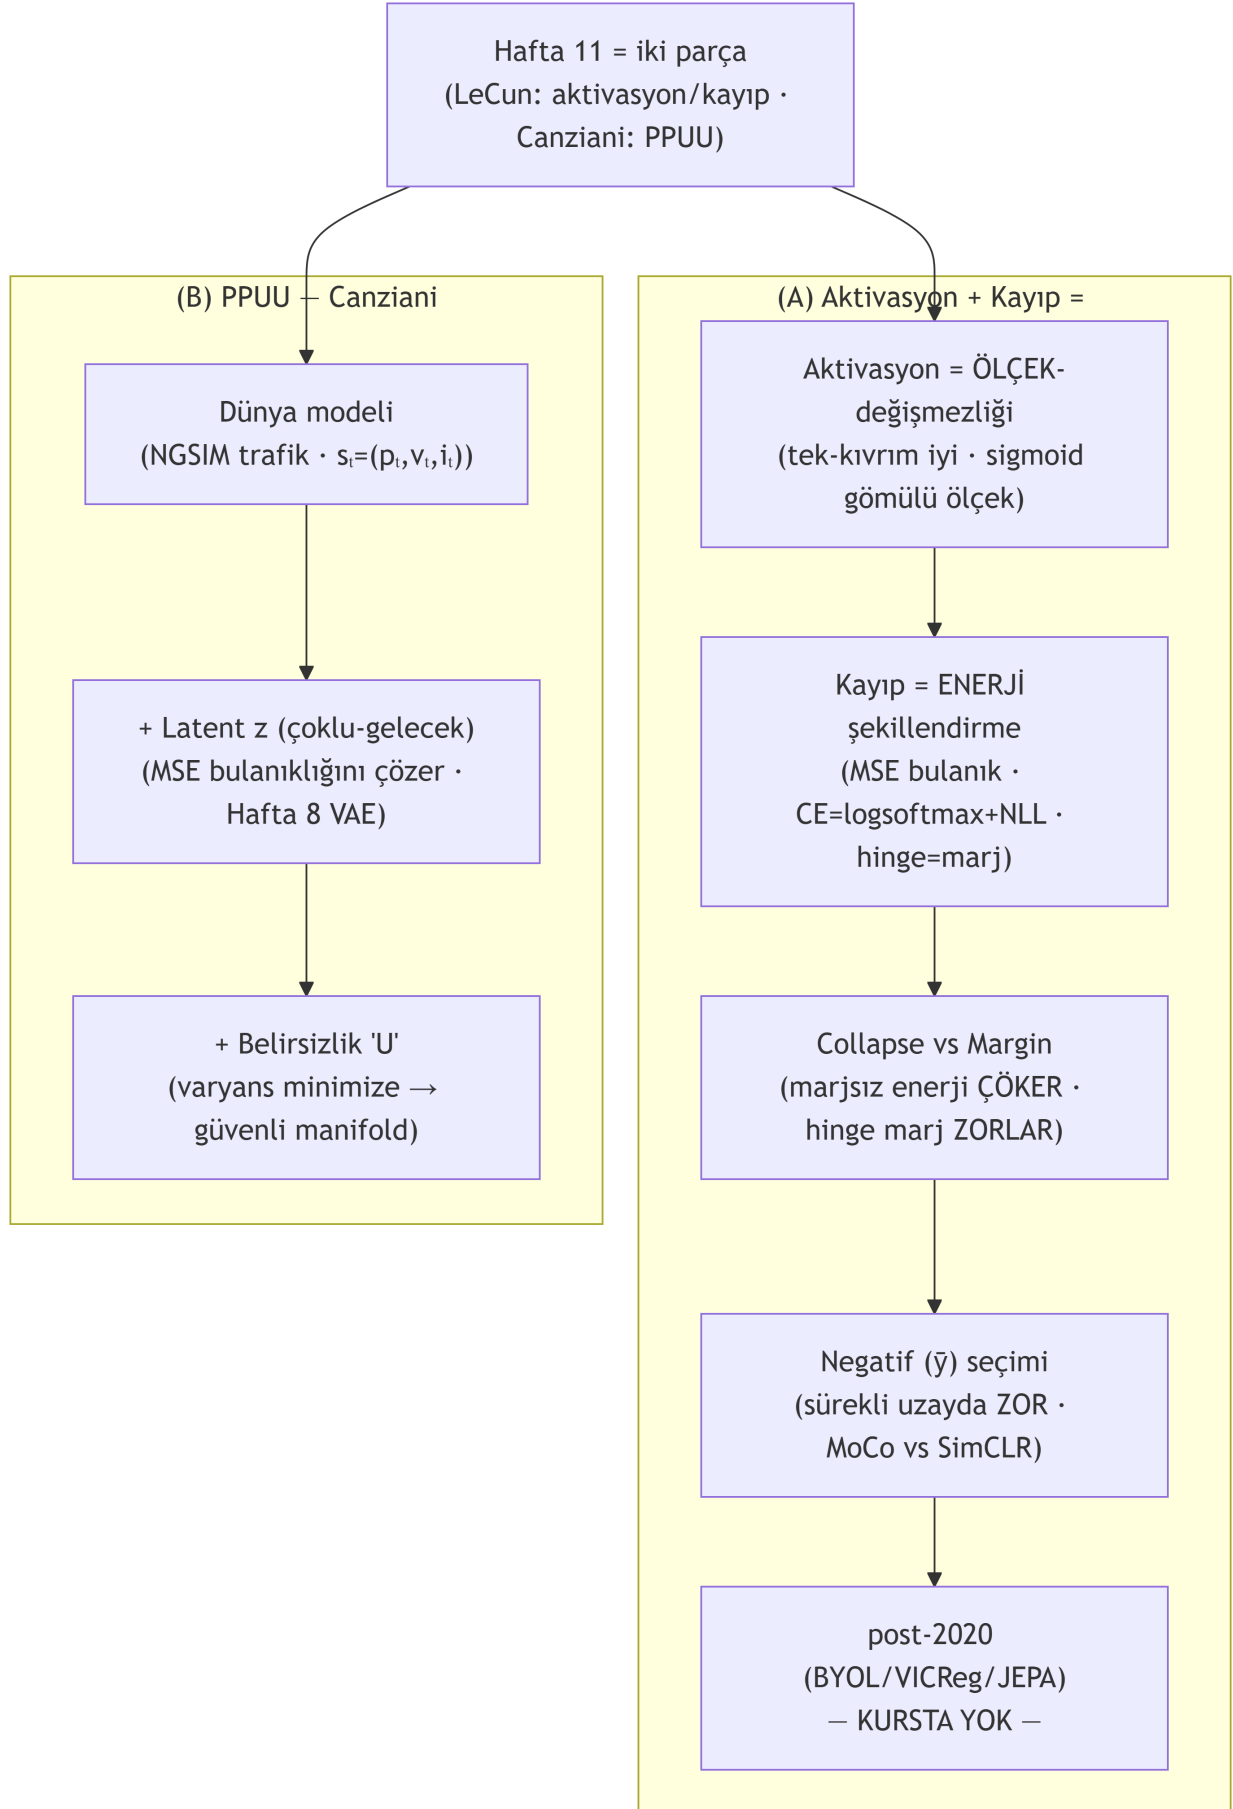 Hafta 11 = iki parça
(LeCun: aktivasyon/kayıp ·
Canziani: PPUU)
(B) PPUU — Canziani
Dünya modeli
(NGSIM trafik · sₜ=(pₜ,vₜ,iₜ))
+ Latent z (çoklu-gelecek)
(MSE bulanıklığını çözer ·
Hafta 8 VAE)
+ Belirsizlik 'U'
(varyans minimize →
güvenli manifold)
(A) Aktivasyon + Kayıp =
Aktivasyon = ÖLÇEK-
değişmezliği
(tek-kıvrım iyi · sigmoid
gömülü ölçek)
Kayıp = ENERJİ
şekillendirme
(MSE bulanık ·
CE=logsoftmax+NLL ·
hinge=marj)
Collapse vs Margin
(marjsız enerji ÇÖKER ·
hinge marj ZORLAR)
Negatif (ȳ) seçimi
(sürekli uzayda ZOR ·
MoCo vs SimCLR)
post-2020
(BYOL/VICReg/JEPA)
— KURSTA YOK —